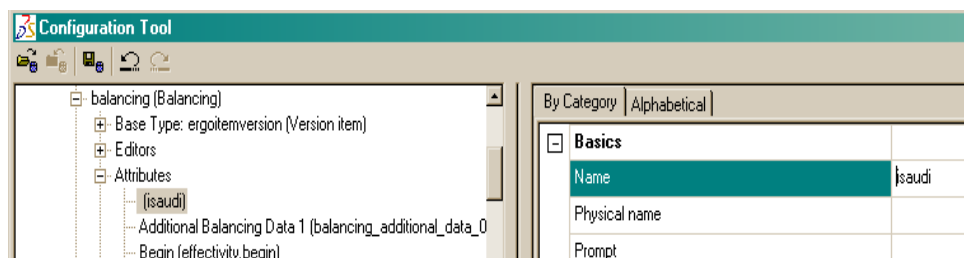 Configuration Tool
balancing (Balancing)
Base Type: ergoitemversion (Version item)
Editors
Attributes
(isaudi)
Additional Balancing Data 1 (balancing_additional_data_0
Begin (effectivity.begin)
By Category
Alphabetical
Basics
Name
isaudi
Physical name
Prompt